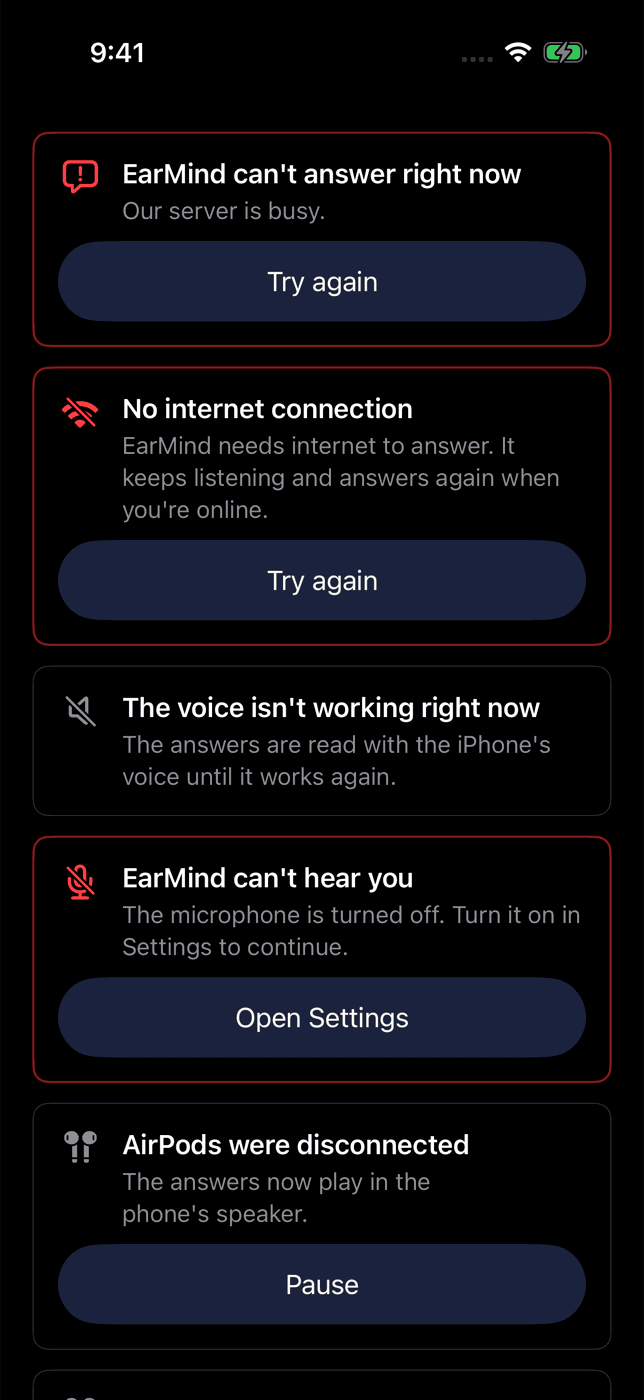 9:41
EarMind can't answer right now
Our server is busy.
Try again
No internet connection
EarMind needs internet to answer. It
keeps listening and answers again when
you're online.
Try again
The voice isn't working right now
The answers are read with the iPhone's
voice until it works again.
EarMind can't hear you
The microphone is turned off. Turn it on in
Settings to continue.
Open Settings
AirPods were disconnected
The answers now play in the
phone's speaker.
Pause